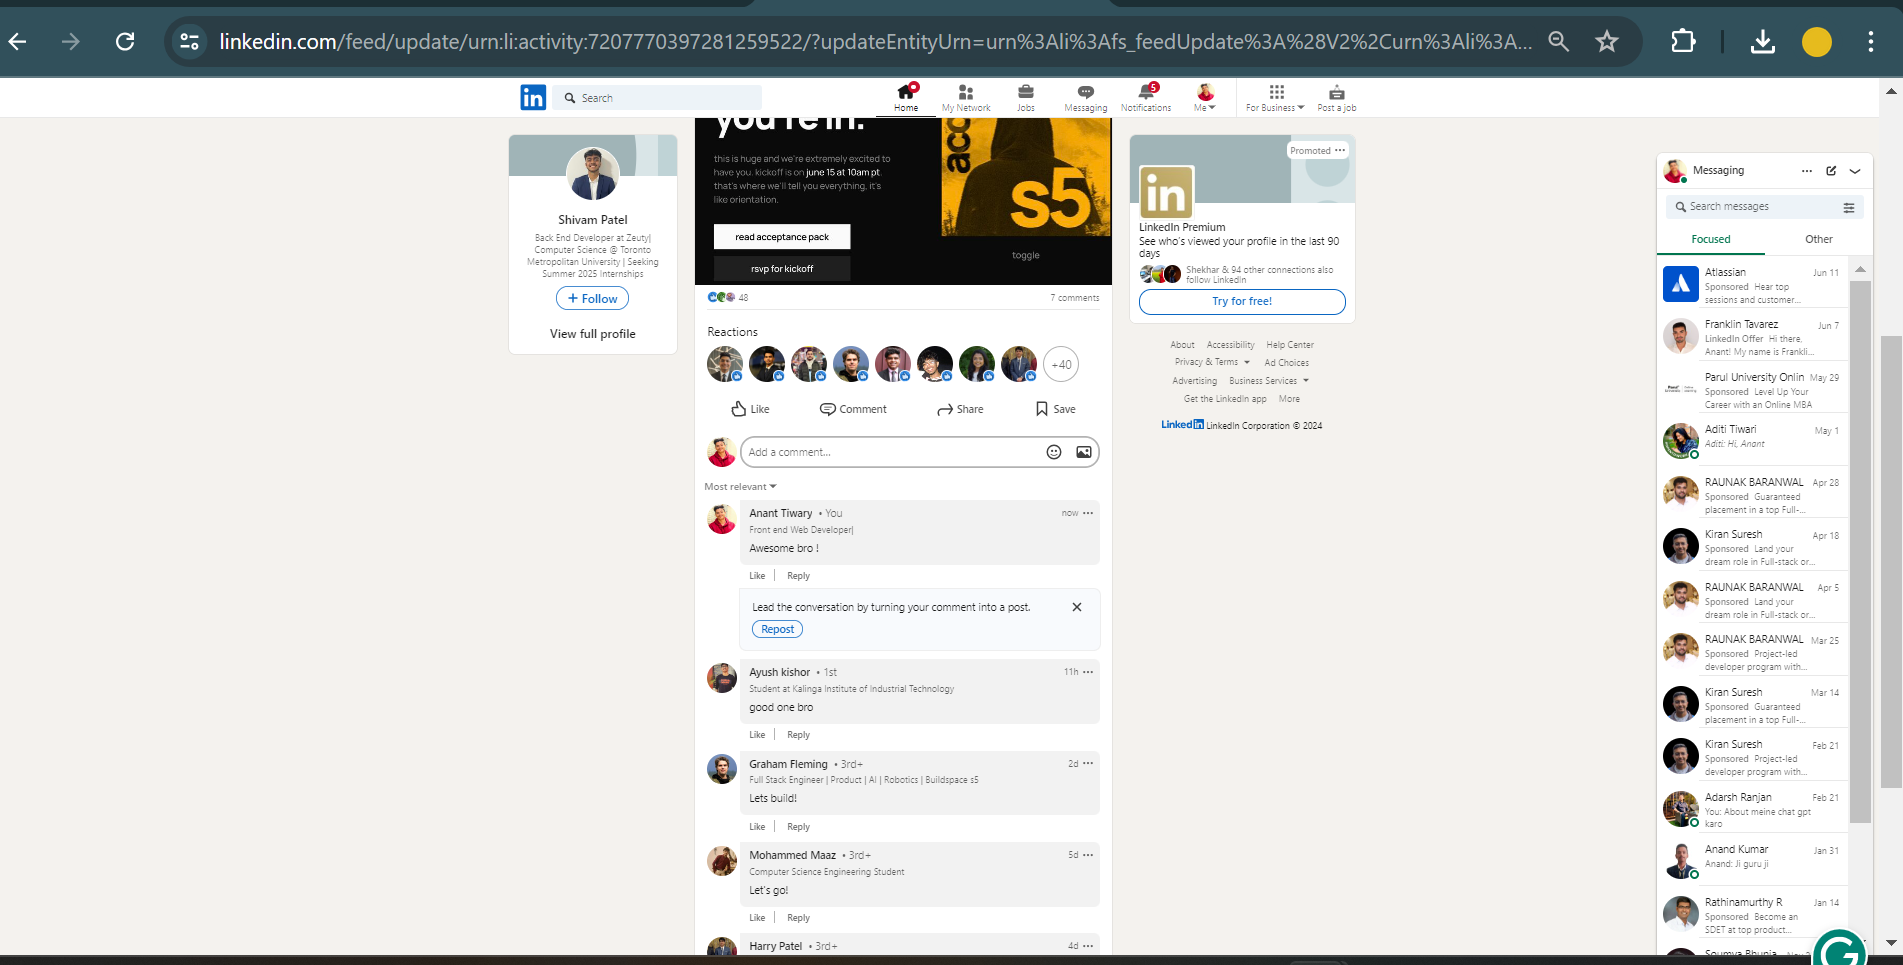 linkedin.com/feed/update/urn:li:activity:7207770397281259522/?updateEntityUrn=urn%3Ali%3Afs_feedUpdate%3A%28V2%2Curn%3Ali%3A...
in
Search
Home
My Network
Jobs
Messaging
5
Notifications
Me
For Business
Post a job
Shivam Patel
Back End Developer at Zeuty|
Computer Science @ Toronto
Metropolitan University | Seeking
Summer 2025 Internships
+ Follow
View full profile
you're in.
this is huge and we're extremely excited to
have you. kickoff is on june 15 at 10am pt.
that's where we'll tell you everything, it's
like orientation.
read acceptance pack
rsvp for kickoff
acc
s5
toggle
48
7 comments
Reactions
+40
Like
Comment
Share
Save
Add a comment...
Most relevant
Anant Tiwary • You
now
Front end Web Developer|
Awesome bro !
Like
Reply
Lead the conversation by turning your comment into a post.
Repost
Ayush kishor • 1st
11h
Student at Kalinga Institute of Industrial Technology
good one bro
Like
Reply
Graham Fleming • 3rd+
2d
Full Stack Engineer | Product | AI | Robotics | Buildspace s5
Lets build!
Like
Reply
Mohammed Maaz • 3rd+
5d
Computer Science Engineering Student
Let's go!
Like
Reply
Harry Patel • 3rd+
4d
Promoted
in
LinkedIn Premium
See who's viewed your profile in the last 90
days
Shekhar & 94 other connections also
follow LinkedIn
Try for free!
About
Accessibility
Help Center
Privacy & Terms
Ad Choices
Advertising
Business Services
Get the LinkedIn app
More
LinkedIn LinkedIn Corporation © 2024
Messaging
Search messages
Focused
Other
Atlassian
Jun 11
Sponsored Hear top
sessions and customer...
Franklin Tavarez
Jun 7
LinkedIn Offer Hi there,
Anant! My name is Frankli...
Parul University Onlin
May 29
Sponsored Level Up Your
Career with an Online MBA
Aditi Tiwari
May 1
Aditi: Hi, Anant
RAUNAK BARANWAL
Apr 28
Sponsored Guaranteed
placement in a top Full-...
Kiran Suresh
Apr 18
Sponsored Land your
dream role in Full-stack or...
RAUNAK BARANWAL
Apr 5
Sponsored Land your
dream role in Full-stack or...
RAUNAK BARANWAL
Mar 25
Sponsored Project-led
developer program with...
Kiran Suresh
Mar 14
Sponsored Guaranteed
placement in a top Full-...
Kiran Suresh
Feb 21
Sponsored Project-led
developer program with...
Adarsh Ranjan
Feb 21
You: About meine chat gpt
karo
Anand Kumar
Jan 31
Anand: Ji guru ji
Rathinamurthy R
Jan 14
Sponsored Become an
SDET at top product...